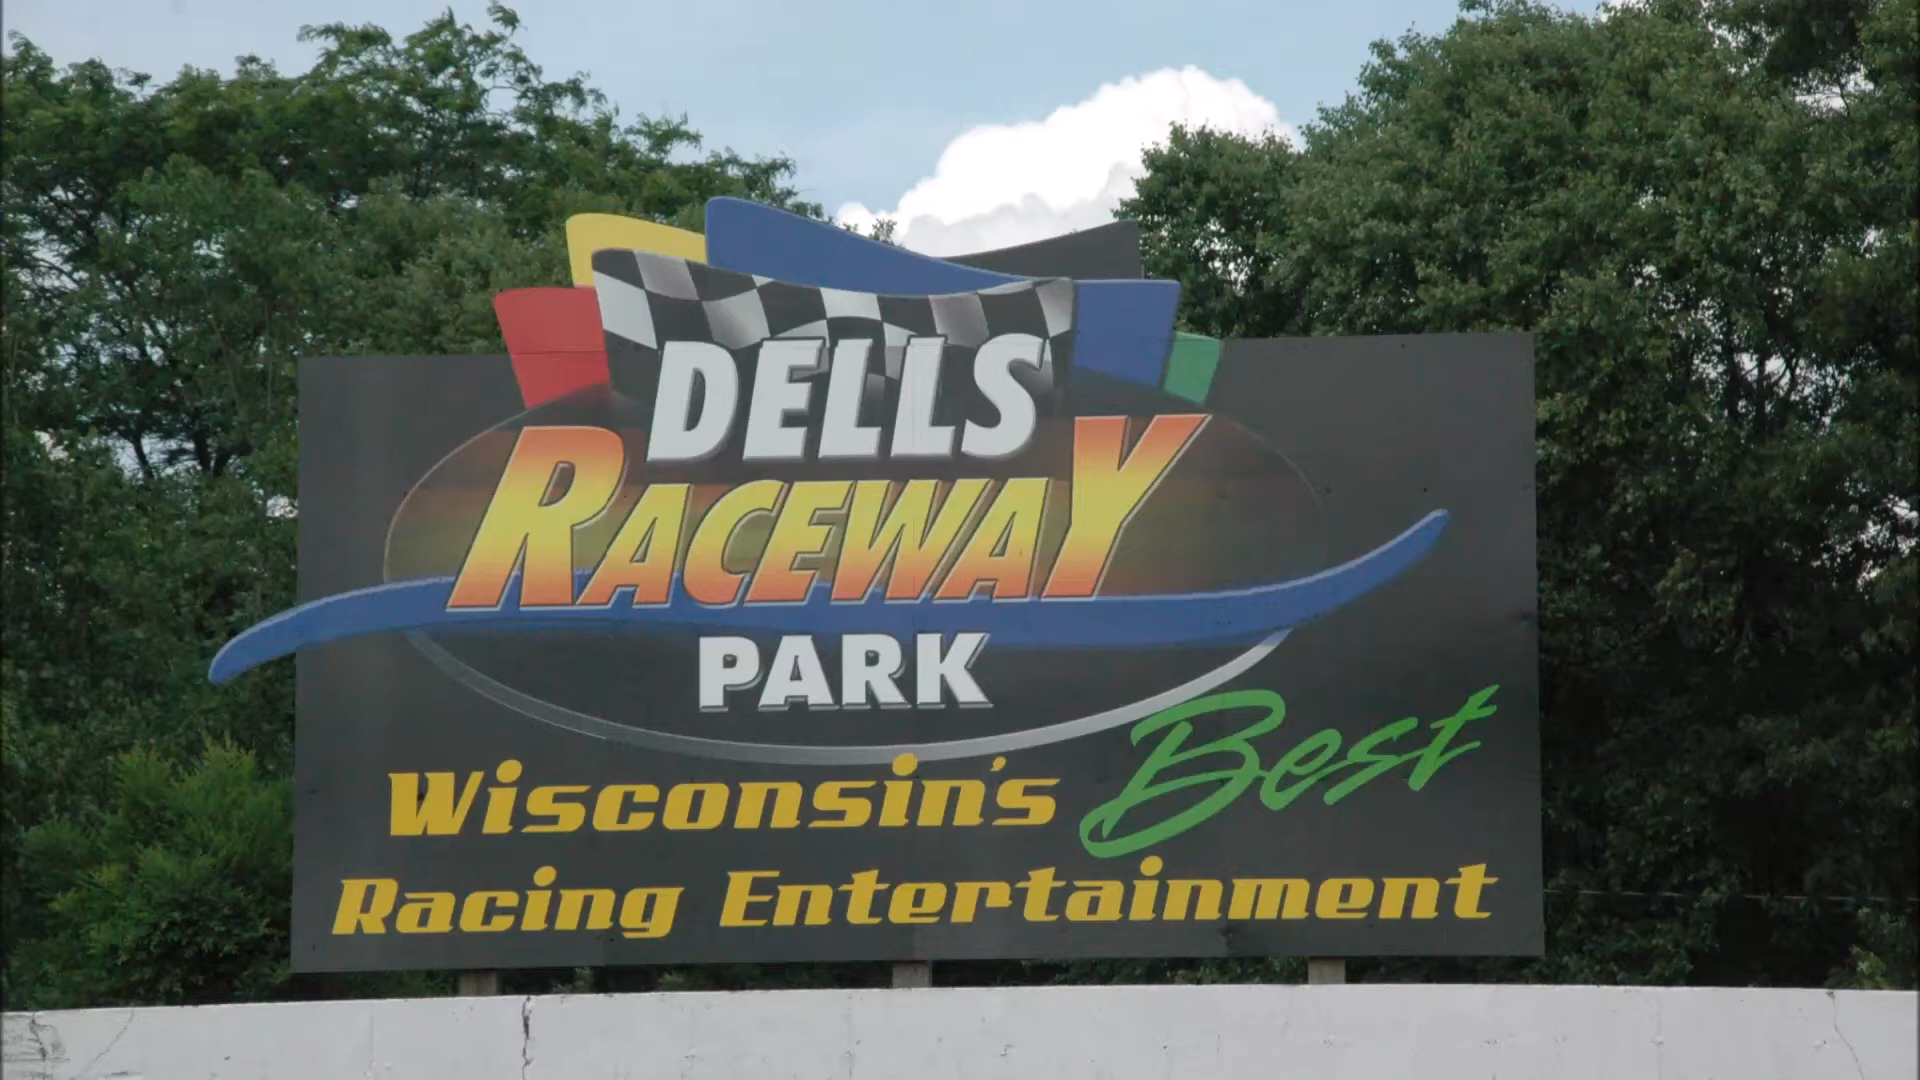 DELLS
RACEWAY
PARK
Wisconsin's Best
Racing Entertainment